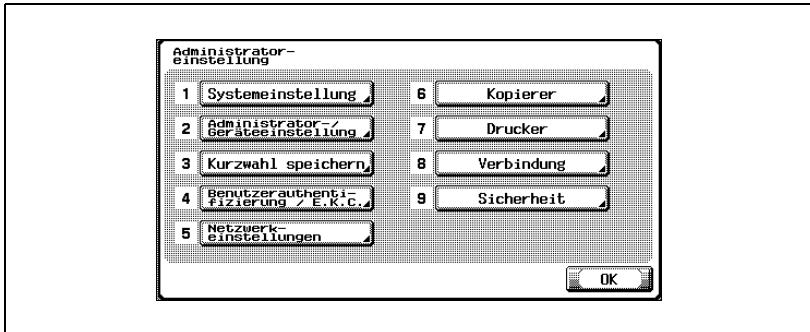 Administrator-
einstellung
1 Systemeinstellung
2 Administrator-/
Geräteeinstellung
3 Kurzwahl speichern
4 Benutzerauthenti-
fizierung / E.K.C.
5 Netzwerk-
einstellungen
6 Kopierer
7 Drucker
8 Verbindung
9 Sicherheit
OK